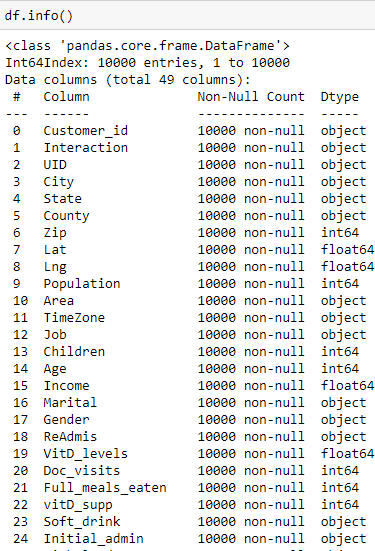 df.info()
<class 'pandas.core.frame.DataFrame'>
Int64Index: 10000 entries, 1 to 10000
Data columns (total 49 columns):
 #   Column              Non-Null Count  Dtype
---  ------              --------------  -----
 0   Customer_id         10000 non-null  object
 1   Interaction         10000 non-null  object
 2   UID                 10000 non-null  object
 3   City                10000 non-null  object
 4   State               10000 non-null  object
 5   County              10000 non-null  object
 6   Zip                 10000 non-null  int64
 7   Lat                 10000 non-null  float64
 8   Lng                 10000 non-null  float64
 9   Population          10000 non-null  int64
 10  Area                10000 non-null  object
 11  TimeZone            10000 non-null  object
 12  Job                 10000 non-null  object
 13  Children            10000 non-null  int64
 14  Age                 10000 non-null  int64
 15  Income              10000 non-null  float64
 16  Marital             10000 non-null  object
 17  Gender              10000 non-null  object
 18  ReAdmis             10000 non-null  object
 19  VitD_levels         10000 non-null  float64
 20  Doc_visits          10000 non-null  int64
 21  Full_meals_eaten    10000 non-null  int64
 22  vitD_supp           10000 non-null  int64
 23  Soft_drink          10000 non-null  object
 24  Initial_admin       10000 non-null  object